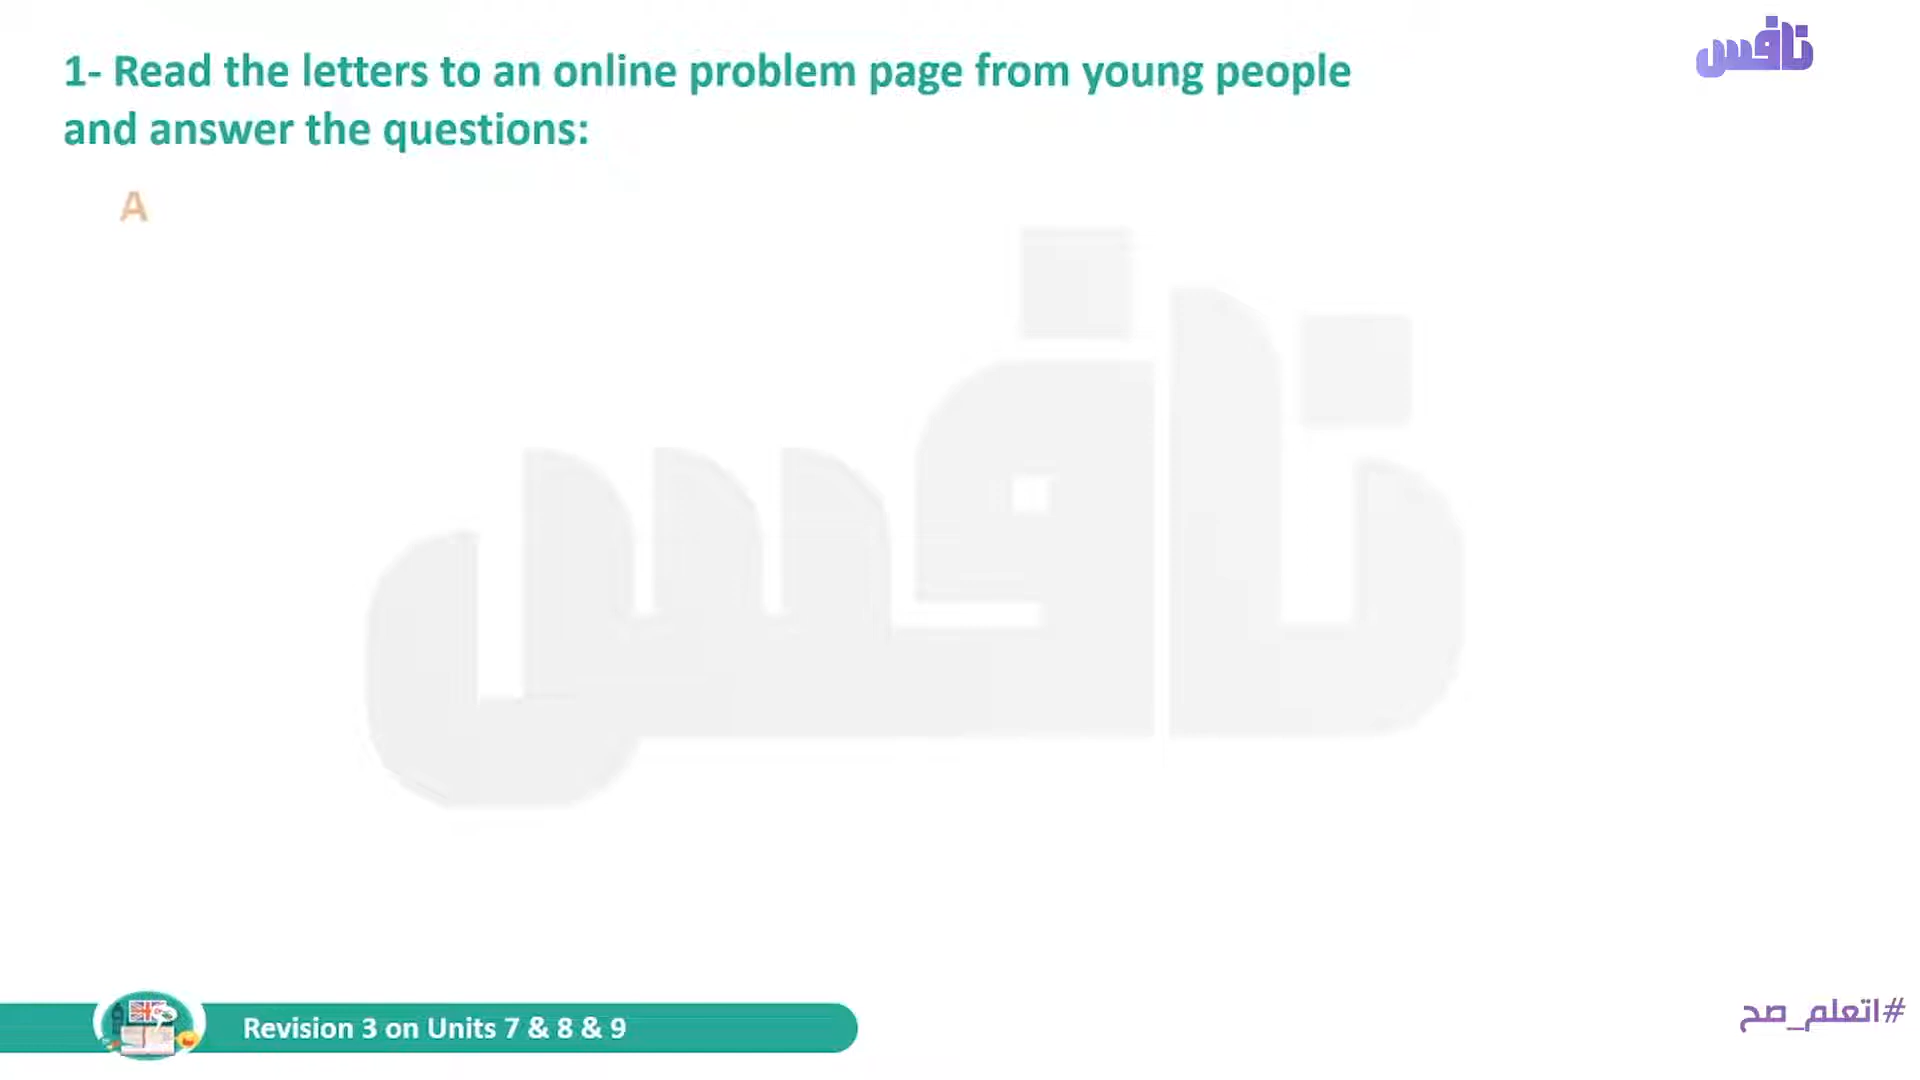 1- Read the letters to an online problem page from young people
and answer the questions:
نافس
A
نافس
Revision 3 on Units 7 & 8 & 9
#اتعلم_صح